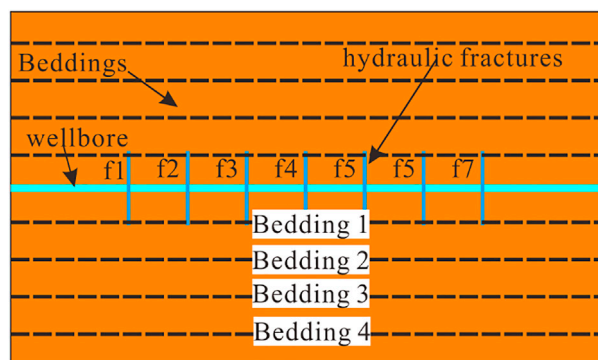 Beddings
hydraulic fractures
wellbore
f1 f2 f3 f4 f5 f5 f7
Bedding 1
Bedding 2
Bedding 3
Bedding 4